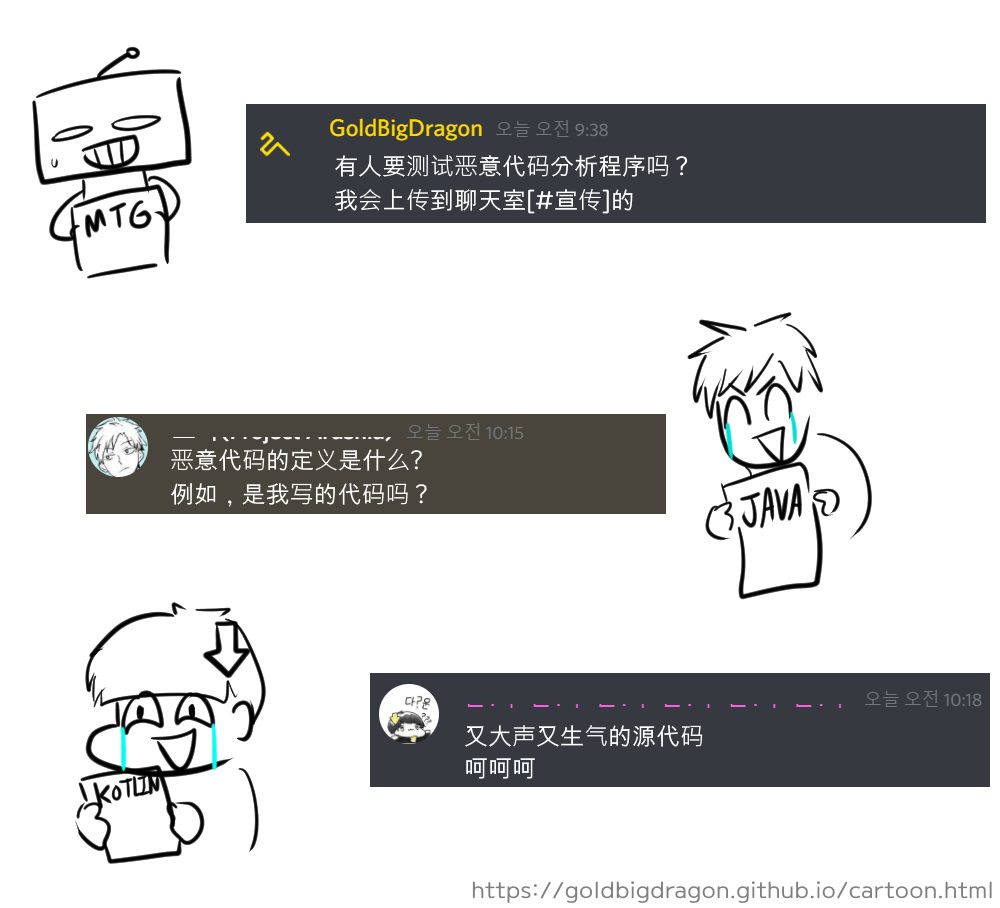 MTG
GoldBigDragon 오늘 오전 9:38
有人要测试恶意代码分析程序吗？
我会上传到聊天室[#宣传]的
오늘 오전 10:15
恶意代码的定义是什么？
例如，是我写的代码吗？
JAVA
KOTLIN
다?운
???
오늘 오전 10:18
又大声又生气的源代码
呵呵呵
https://goldbigdragon.github.io/cartoon.html